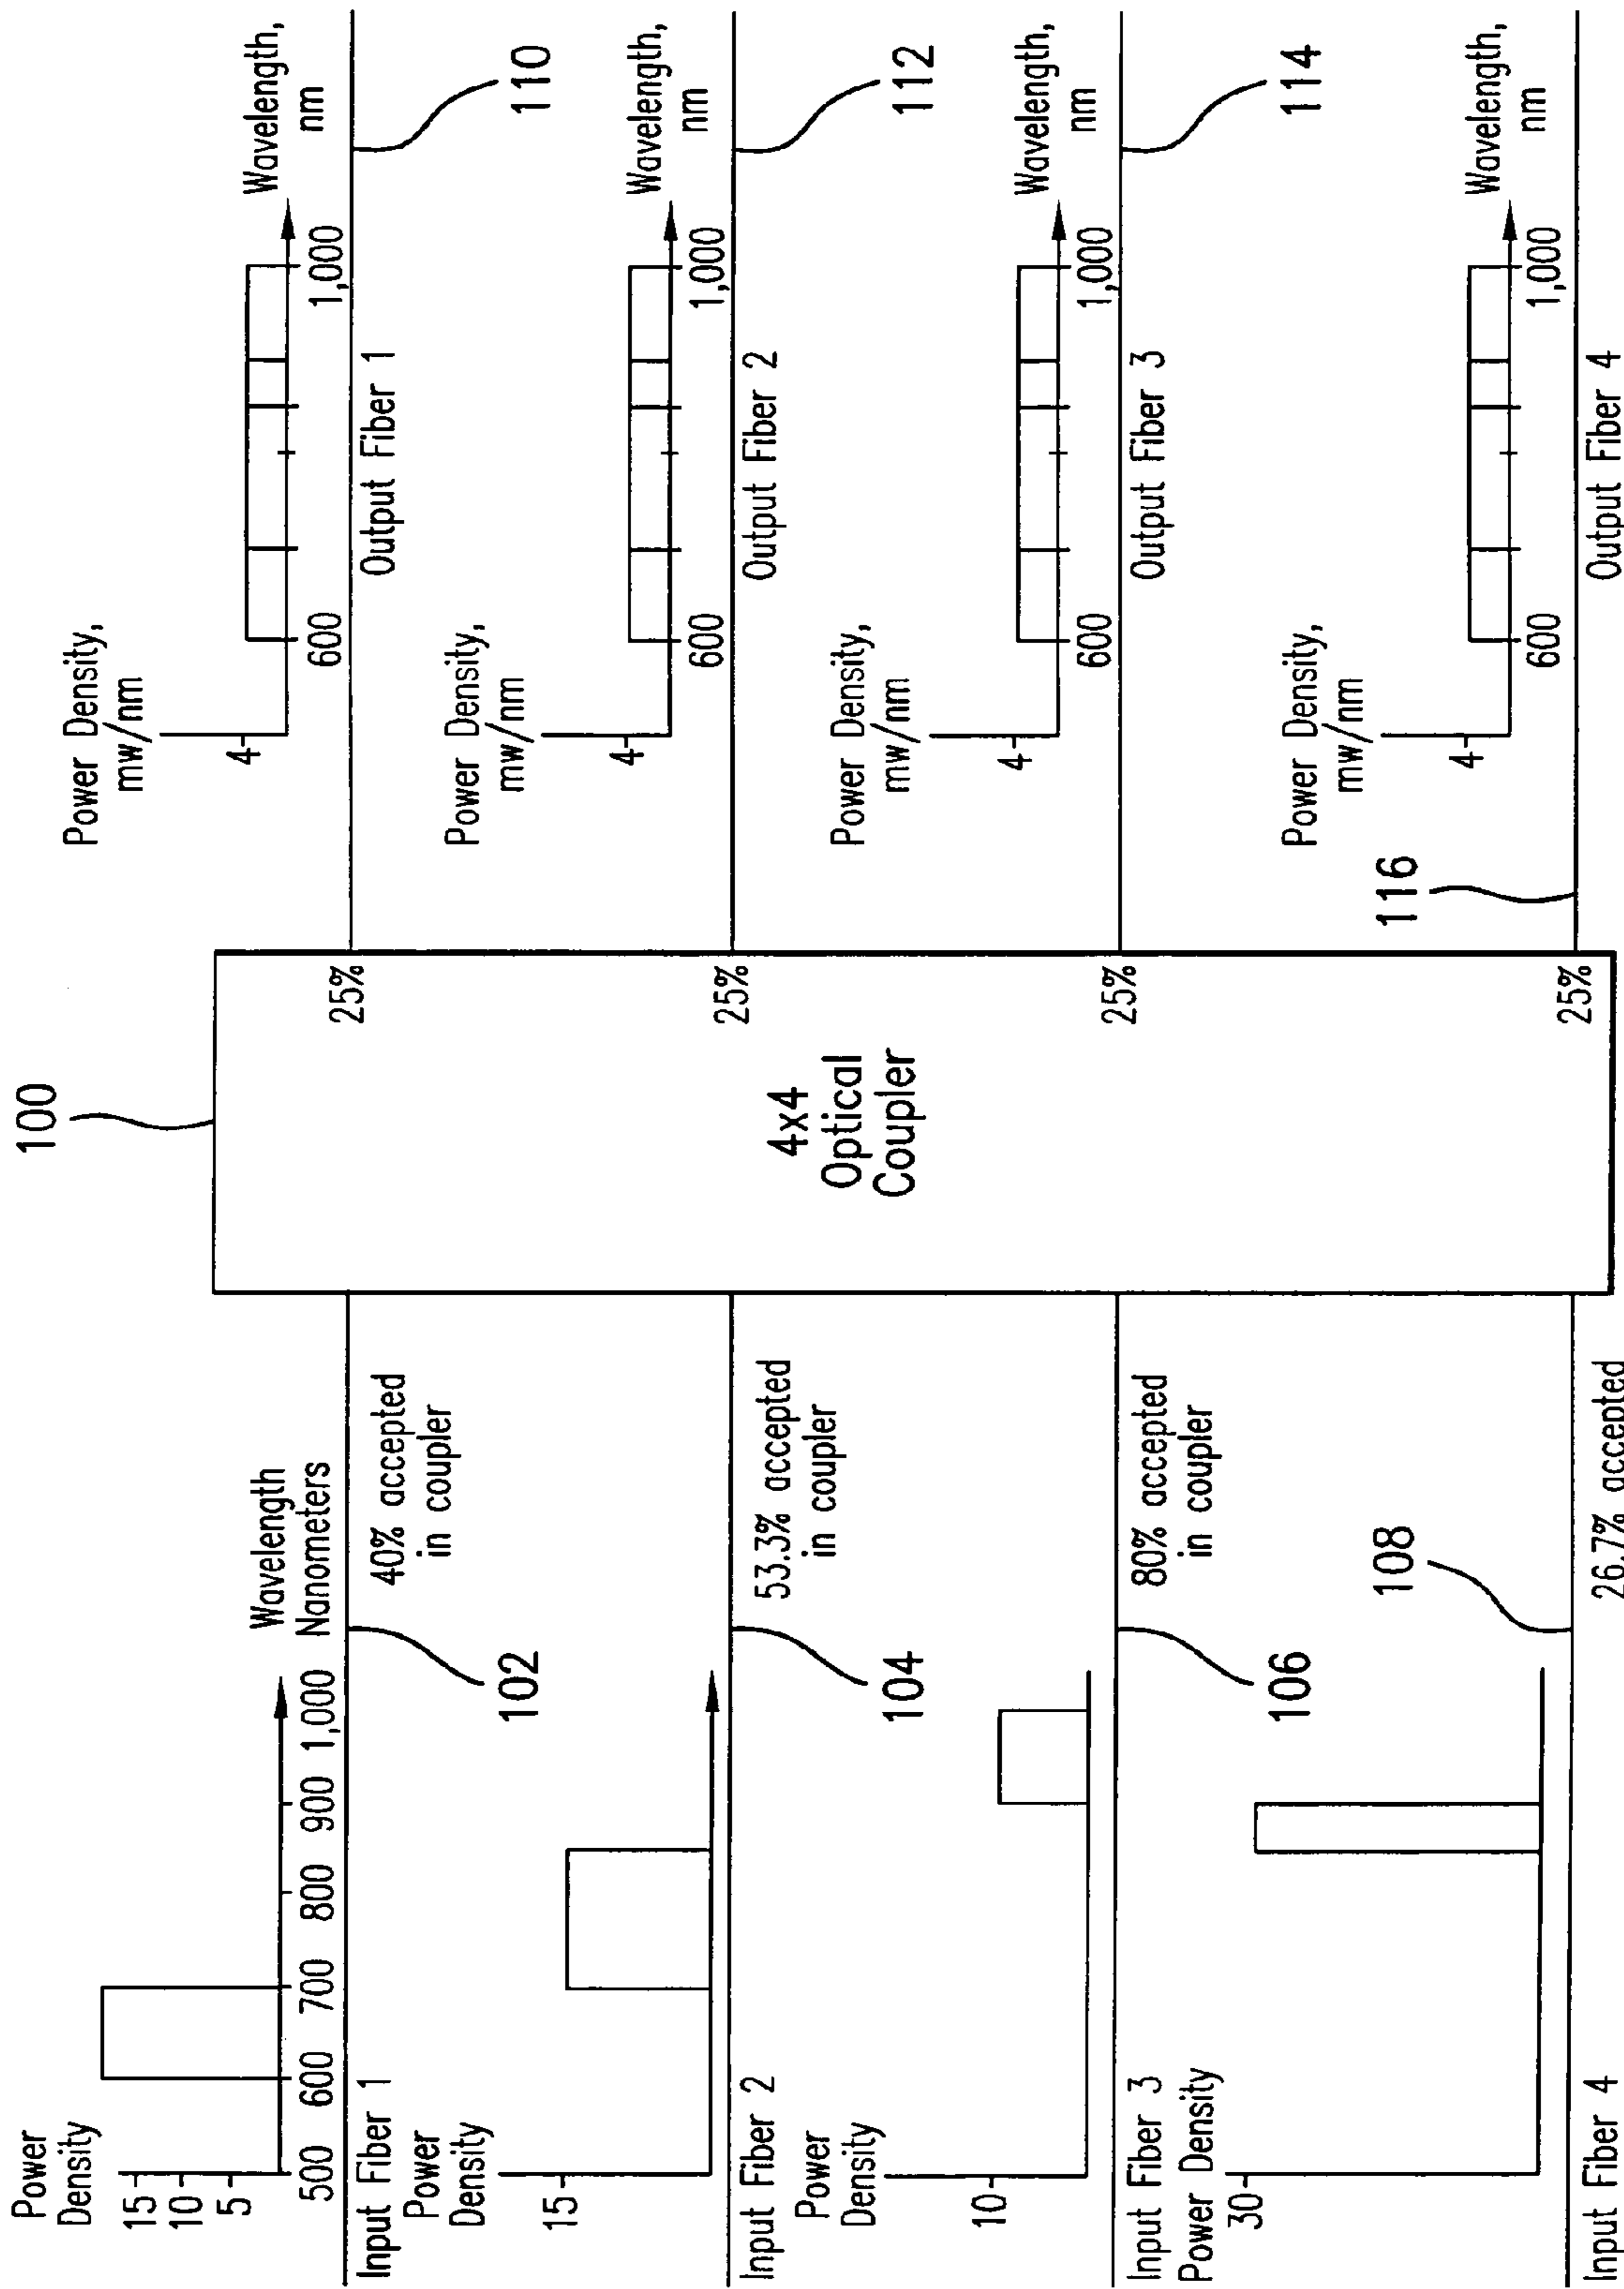 100
Power
Density
15
10
5
500 600 700 800 900 1,000
Wavelength
Nanometers
Input Fiber 1
102
40% accepted
in coupler
Power
Density
15
Input Fiber 2
104
53.3% accepted
in coupler
Power
Density
10
Input Fiber 3
106
80% accepted
in coupler
Power Density
30
Input Fiber 4
108
26.7% accepted
4x4
Optical
Coupler
25%
25%
25%
25%
Power Density,
mw/nm
4
600
1,000
Wavelength,
nm
Output Fiber 1
110
Power Density,
mw/nm
4
600
1,000
Wavelength,
nm
Output Fiber 2
112
Power Density,
mw/nm
4
600
1,000
Wavelength,
nm
Output Fiber 3
114
Power Density,
mw/nm
4
600
1,000
Wavelength,
nm
Output Fiber 4
116